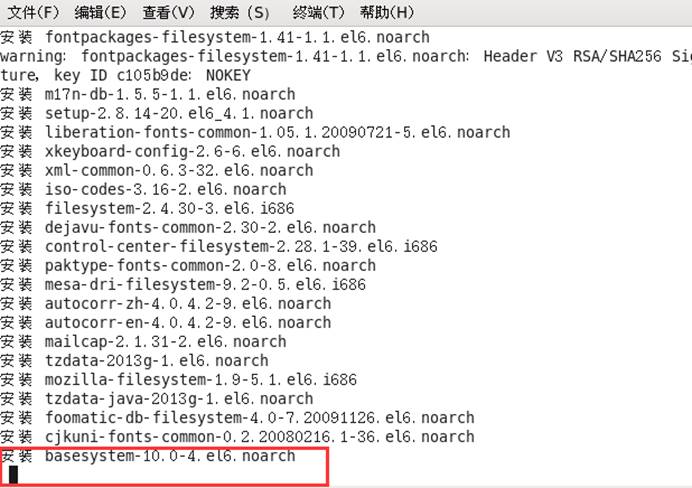 文件(F) 编辑(E) 查看(V) 搜索 (S) 终端(T) 帮助(H)
安装 fontpackages-filesystem-1.41-1.1.el6.noarch
warning: fontpackages-filesystem-1.41-1.1.el6.noarch: Header V3 RSA/SHA256 Sig
ture, key ID c105b9de: NOKEY
安装 m17n-db-1.5.5-1.1.el6.noarch
安装 setup-2.8.14-20.el6_4.1.noarch
安装 liberation-fonts-common-1.05.1.20090721-5.el6.noarch
安装 xkeyboard-config-2.6-6.el6.noarch
安装 xml-common-0.6.3-32.el6.noarch
安装 iso-codes-3.16-2.el6.noarch
安装 filesystem-2.4.30-3.el6.i686
安装 dejavu-fonts-common-2.30-2.el6.noarch
安装 control-center-filesystem-2.28.1-39.el6.i686
安装 paktype-fonts-common-2.0-8.el6.noarch
安装 mesa-dri-filesystem-9.2-0.5.el6.i686
安装 autocorr-zh-4.0.4.2-9.el6.noarch
安装 autocorr-en-4.0.4.2-9.el6.noarch
安装 mailcap-2.1.31-2.el6.noarch
安装 tzdata-2013g-1.el6.noarch
安装 mozilla-filesystem-1.9-5.1.el6.i686
安装 tzdata-java-2013g-1.el6.noarch
安装 foomatic-db-filesystem-4.0-7.20091126.el6.noarch
安装 cjkuni-fonts-common-0.2.20080216.1-36.el6.noarch
安装 basesystem-10.0-4.el6.noarch